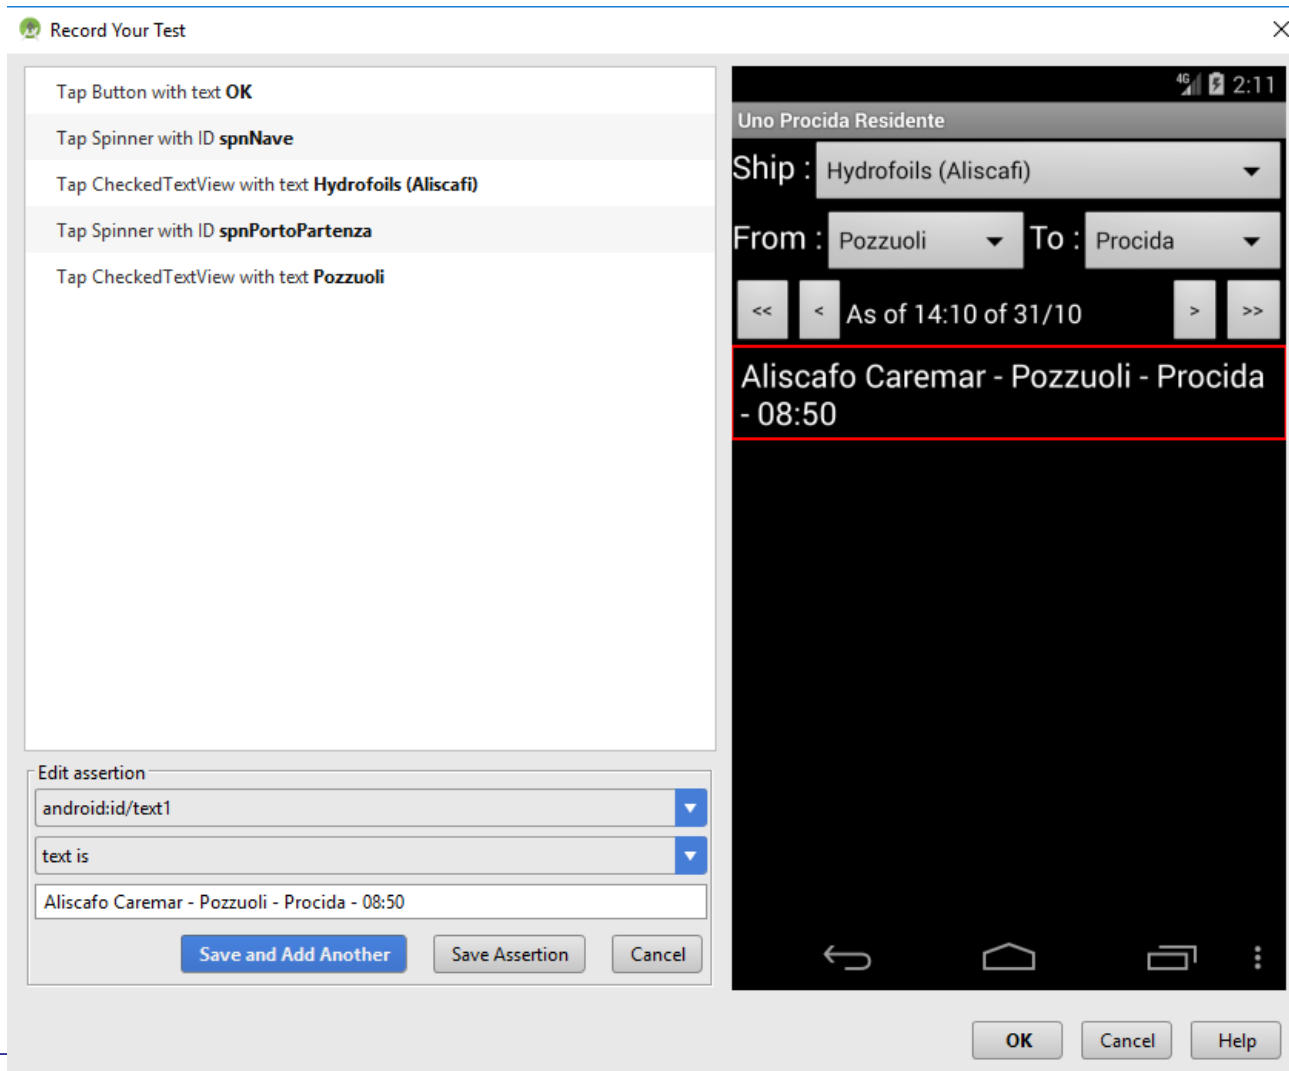 Record Your Test
Tap Button with text OK
Tap Spinner with ID spnNave
Tap CheckedTextView with text Hydrofoils (Aliscafi)
Tap Spinner with ID spnPortoPartenza
Tap CheckedTextView with text Pozzuoli
Edit assertion
android:id/text1
text is
Aliscafo Caremar - Pozzuoli - Procida - 08:50
Save and Add Another Save Assertion Cancel
4G 2:11
Uno Procida Residente
Ship : Hydrofoils (Aliscafi)
From : Pozzuoli To : Procida
<< < As of 14:10 of 31/10 > >>
Aliscafo Caremar - Pozzuoli - Procida
- 08:50
OK Cancel Help